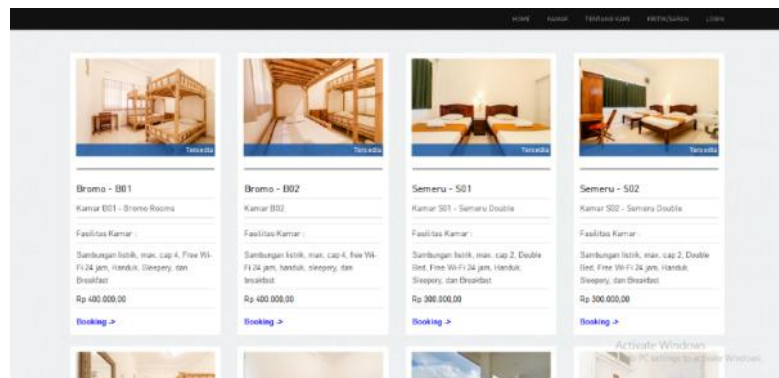 HOME KAMAR TENTANG KAMI KRITIK/SARAN LOGIN
Tersedia
Tersedia
Tersedia
Tersedia
Bromo - B01
Kamar B01 - Bromo Rooms
Fasilitas Kamar :
Sambungan listrik, max. cap 4, Free Wi-
Fi 24 jam, Handuk, Sleepery, dan
Breakfast
Rp 400.000,00
Booking ->
Bromo - B02
Kamar B02
Fasilitas Kamar :
Sambungan listrik, max. cap 4, free Wi-
Fi 24 jam, handuk, sleepery, dan
breakfast
Rp 400.000,00
Booking ->
Semeru - S01
Kamar S01 - Semeru Double
Fasilitas Kamar :
Sambungan listrik, max. cap 2, Double
Bed, Free Wi-Fi 24 jam, Handuk,
Sleepery, dan Breakfast
Rp 300.000,00
Booking ->
Semeru - S02
Kamar S02 - Semeru Double
Fasilitas Kamar :
Sambungan listrik, max. cap 2, Double
Bed, Free Wi-Fi 24 jam, Handuk,
Sleepery, dan Breakfast
Rp 300.000,00
Booking ->
Activate Windows
to PC settings to activate Windows.